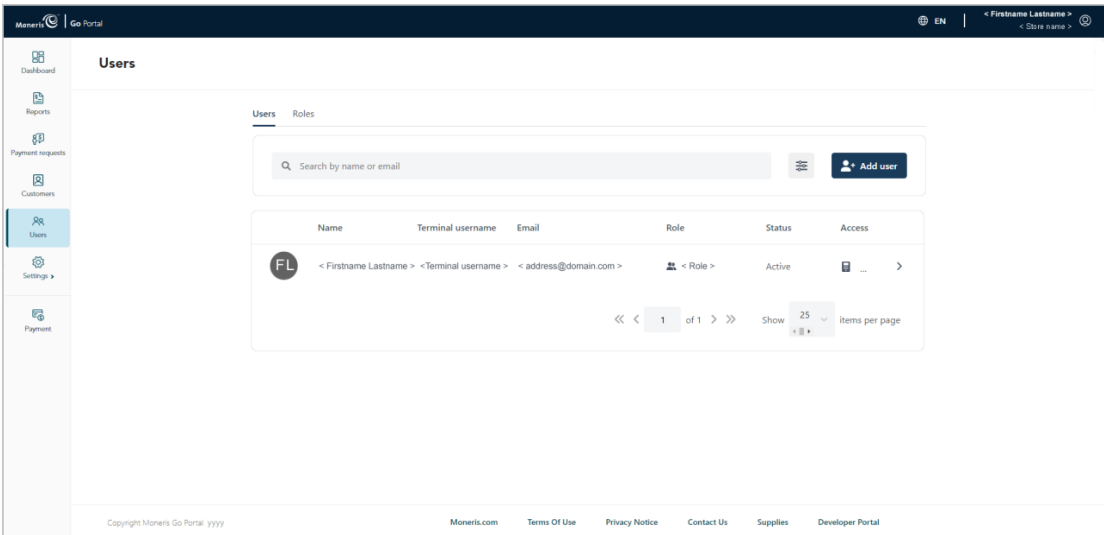 Moneris Go Portal
EN
< Firstname Lastname >
< Store name >
Dashboard
Reports
Payment requests
Customers
Users
Settings
Payment
Users
Users Roles
Search by name or email
Add user
Name Terminal username Email Role Status Access
FL < Firstname Lastname > <Terminal username > < address@domain.com > < Role > Active ...
1 of 1 Show 25 items per page
Copyright Moneris Go Portal yyyy Moneris.com Terms Of Use Privacy Notice Contact Us Supplies Developer Portal